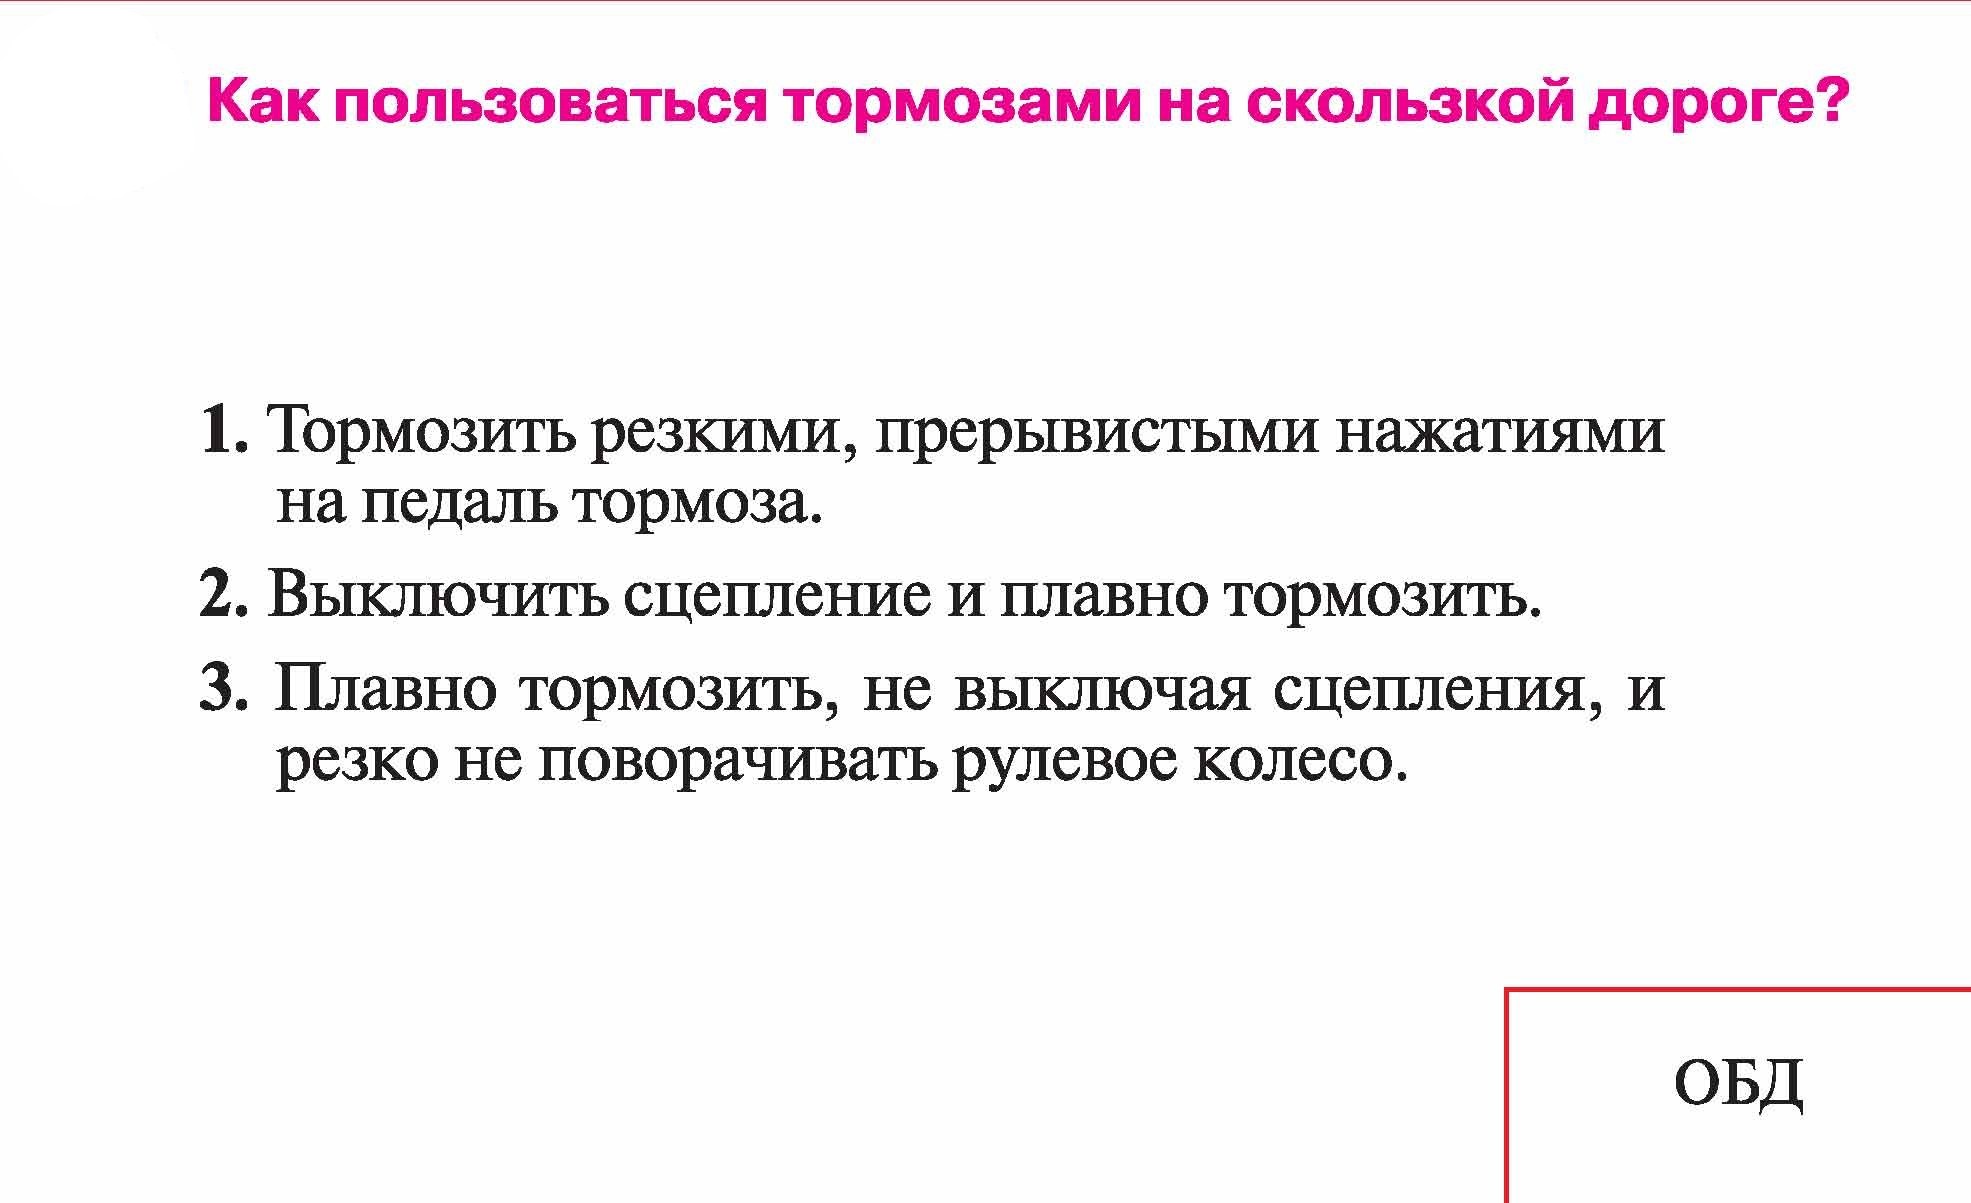 Как пользоваться тормозами на скользкой дороге?
1. Тормозить резкими, прерывистыми нажатиями
на педаль тормоза.
2. Выключить сцепление и плавно тормозить.
3. Плавно тормозить, не выключая сцепления, и
резко не поворачивать рулевое колесо.
ОБД